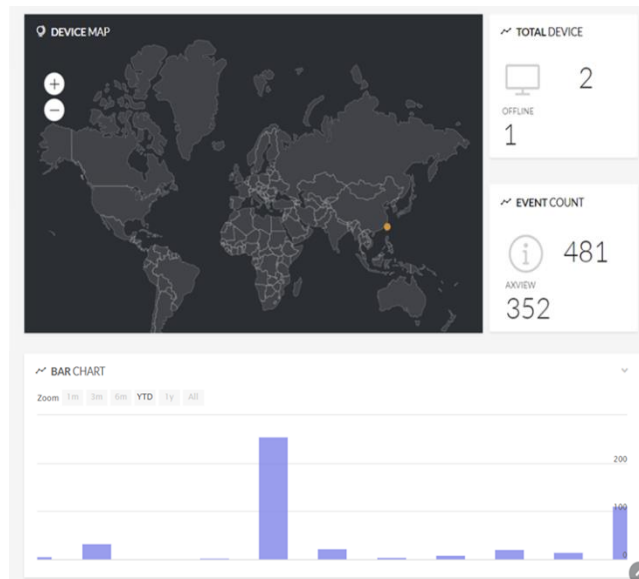 DEVICE MAP
+
−
TOTAL DEVICE
2
OFFLINE
1
EVENT COUNT
481
AXVIEW
352
BAR CHART
Zoom 1m 3m 6m YTD 1y All
200
100
0